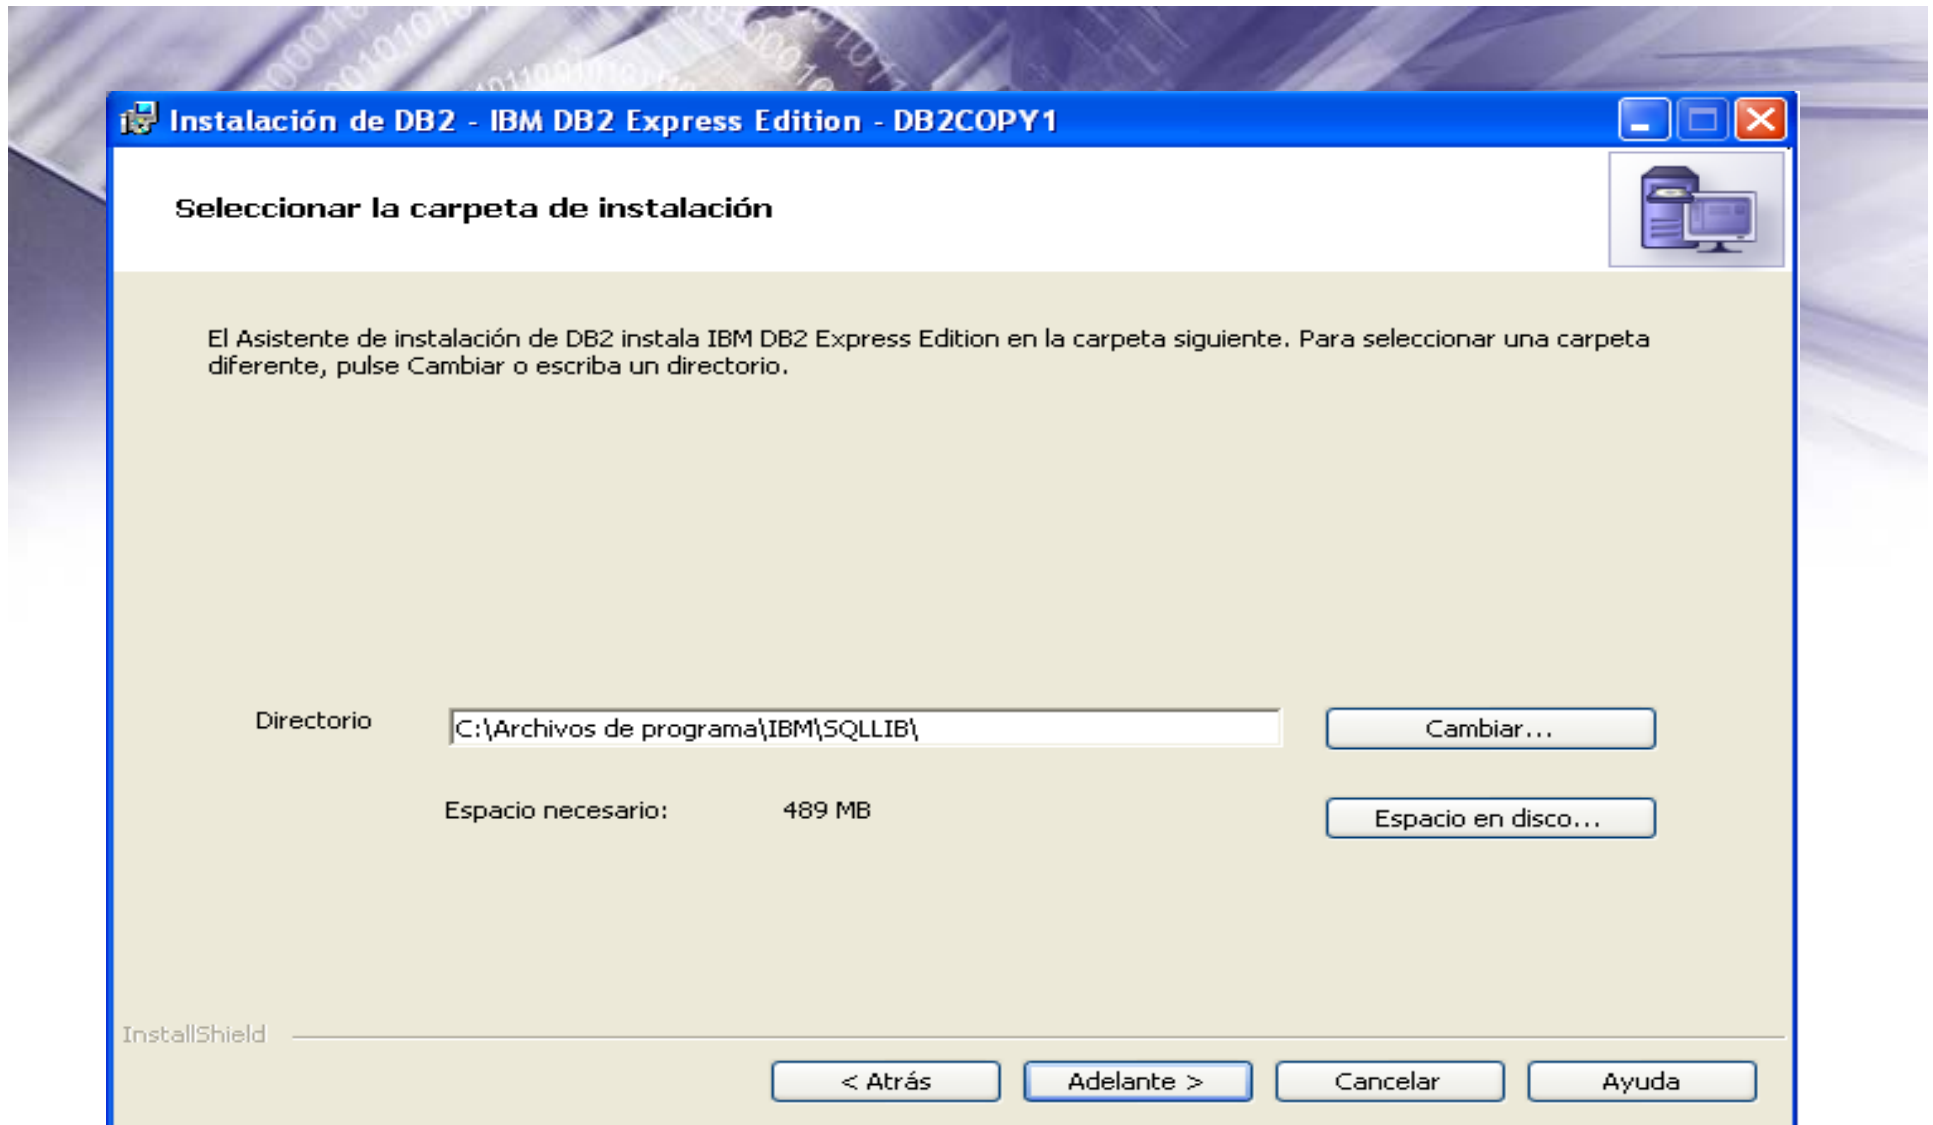 Instalación de DB2 - IBM DB2 Express Edition - DB2COPY1
Seleccionar la carpeta de instalación
El Asistente de instalación de DB2 instala IBM DB2 Express Edition en la carpeta siguiente. Para seleccionar una carpeta
diferente, pulse Cambiar o escriba un directorio.
Directorio C:\Archivos de programa\IBM\SQLLIB\ Cambiar...
Espacio necesario: 489 MB Espacio en disco...
InstallShield
< Atrás Adelante > Cancelar Ayuda